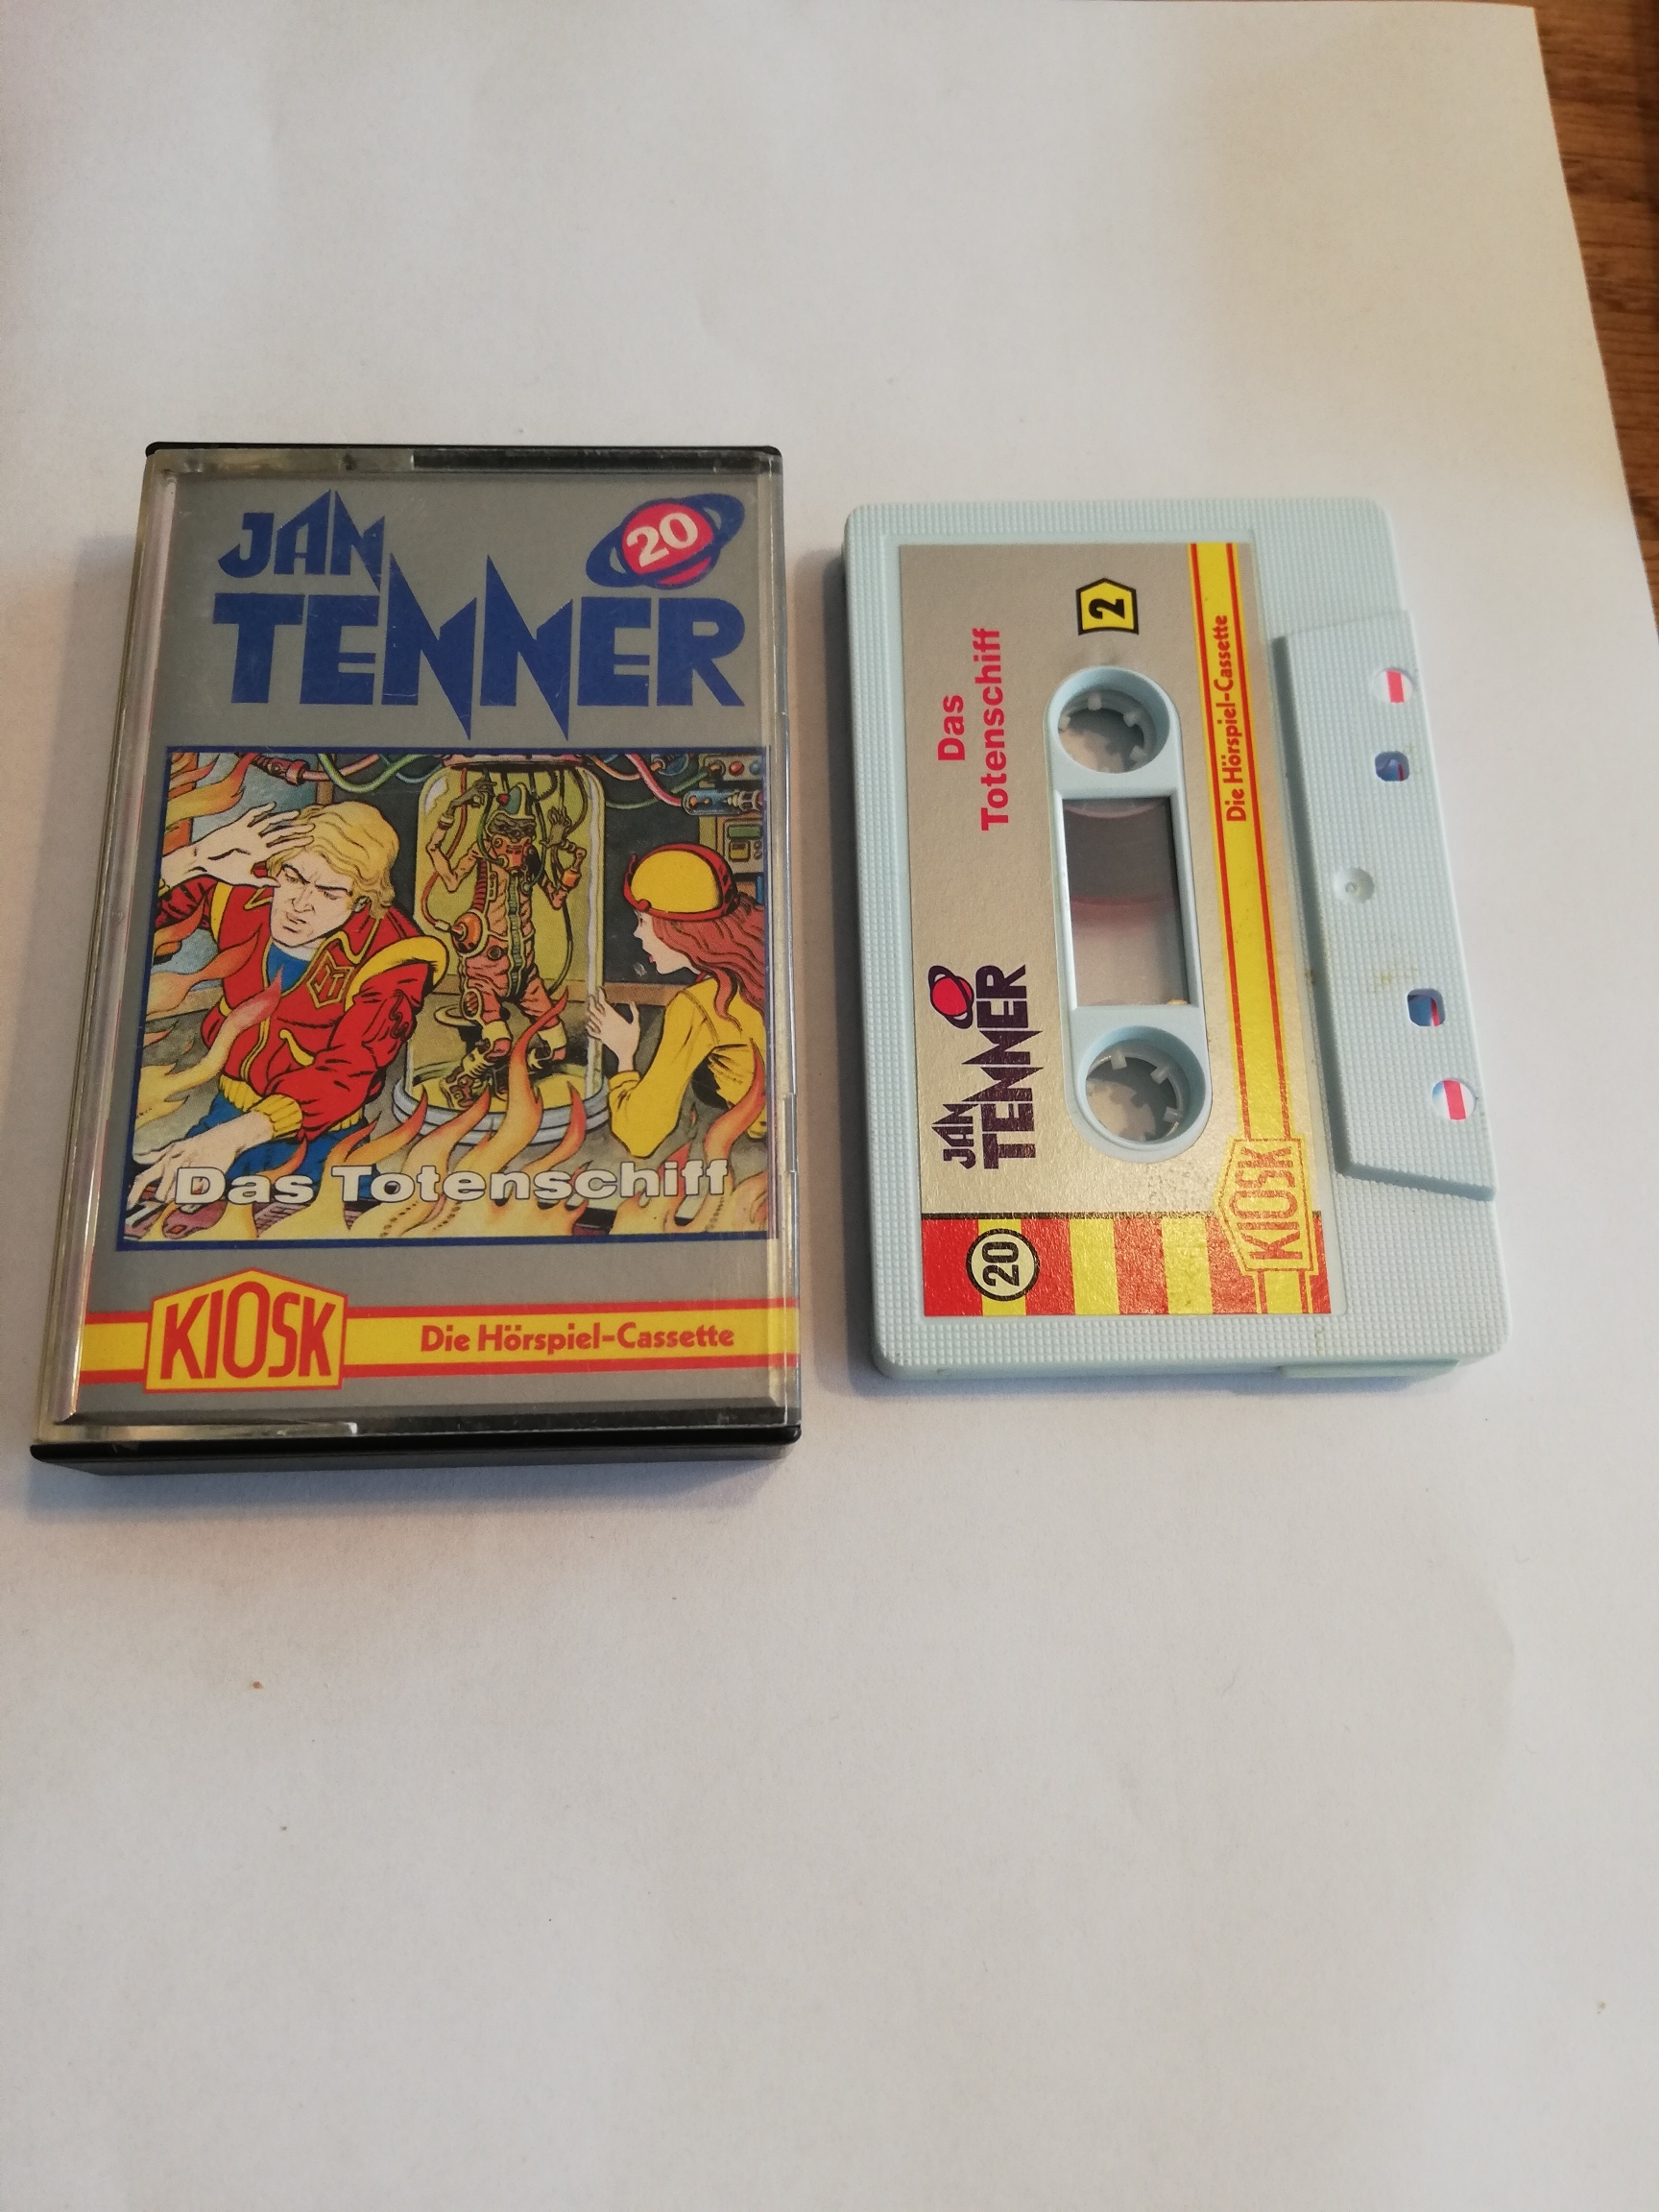 JAN
TENNER
20
Das Totenschiff
KIOSK
Die Hörspiel-Cassette
Das
Totenschiff
2
JAN
TENNER
Die Hörspiel-Cassette
20
KIOSK